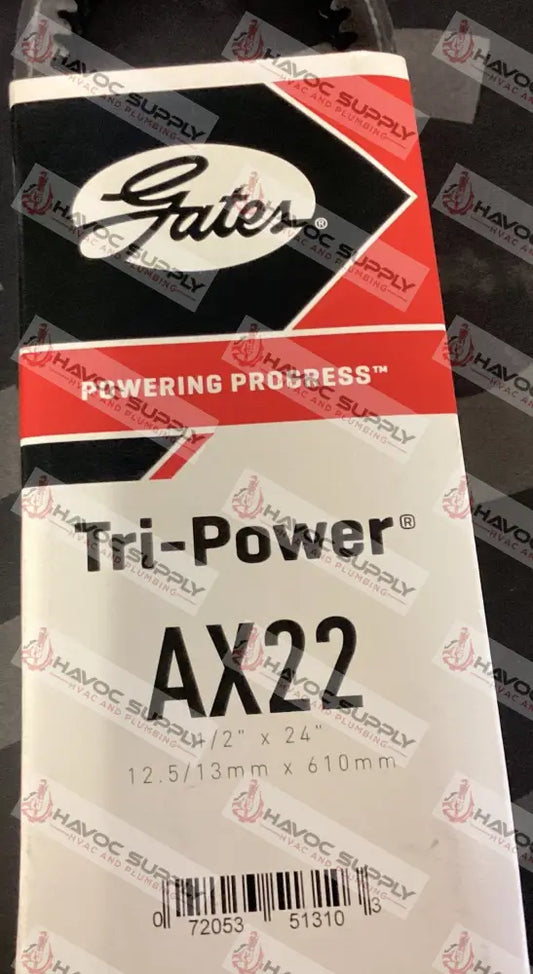 Gates®
POWERING PROGRESS™
Tri-Power®
AX22
1/2" x 24"
12.5/13mm x 610mm
0 72053 51310 3
HAVOC SUPPLY
HVAC AND PLUMBING